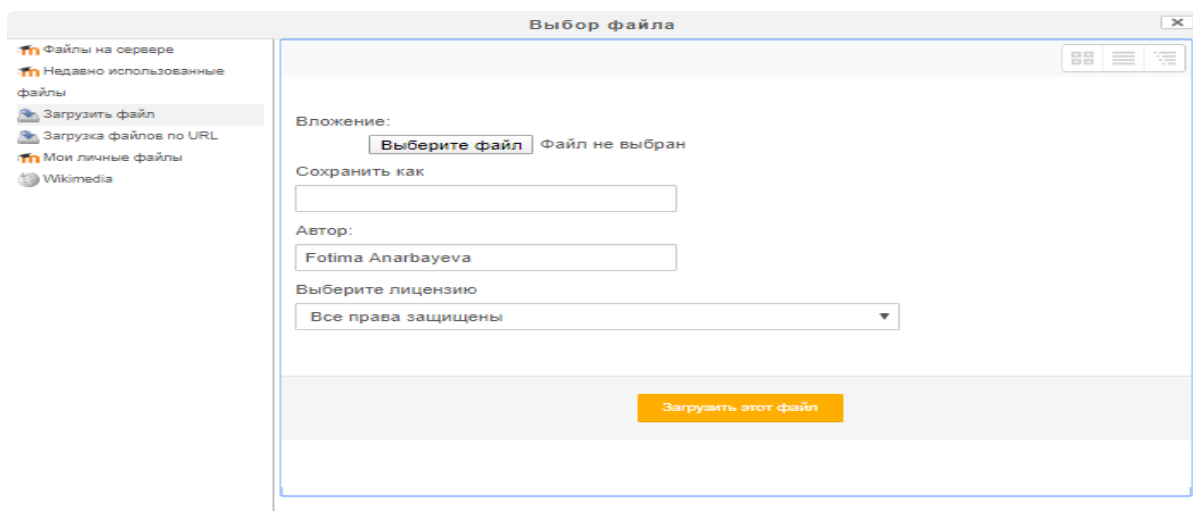 Выбор файла
Файлы на сервере
Недавно использованные
файлы
Загрузить файл
Загрузка файлов по URL
Мои личные файлы
Wikimedia
Вложение:
Выберите файл Файл не выбран
Сохранить как
Автор:
Fotima Anarbayeva
Выберите лицензию
Все права защищены
Загрузить этот файл